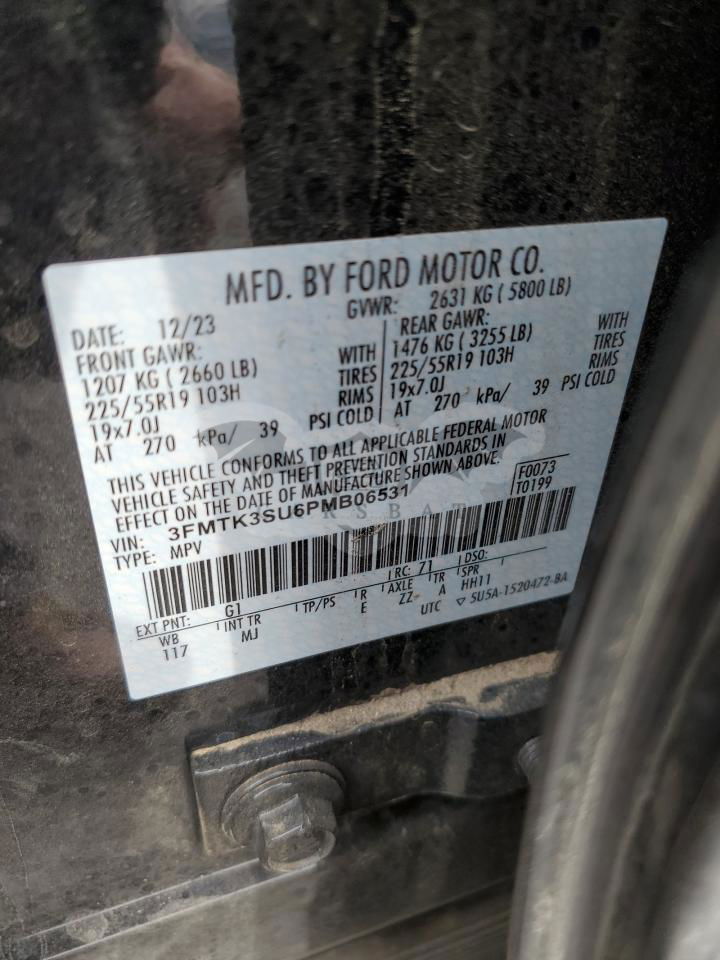 MFD. BY FORD MOTOR CO.
DATE: 12/23 GVWR: 2631 KG ( 5800 LB)
FRONT GAWR: REAR GAWR:
1207 KG ( 2660 LB) WITH 1476 KG ( 3255 LB) WITH
225/55R19 103H TIRES 225/55R19 103H TIRES
19x7.0J RIMS 19x7.0J RIMS
AT 270 kPa/ 39 PSI COLD AT 270 kPa/ 39 PSI COLD
THIS VEHICLE CONFORMS TO ALL APPLICABLE FEDERAL MOTOR
VEHICLE SAFETY AND THEFT PREVENTION STANDARDS IN
EFFECT ON THE DATE OF MANUFACTURE SHOWN ABOVE.
VIN: 3FMTK3SU6PMB06531 F0073
TYPE: MPV T0199
EXT PNT: G1 RC: 71 DSO:
WB INT TR TP/PS R AXLE TR SPR
117 MJ E ZZ A HH11
UTC 5U5A-1520472-BA